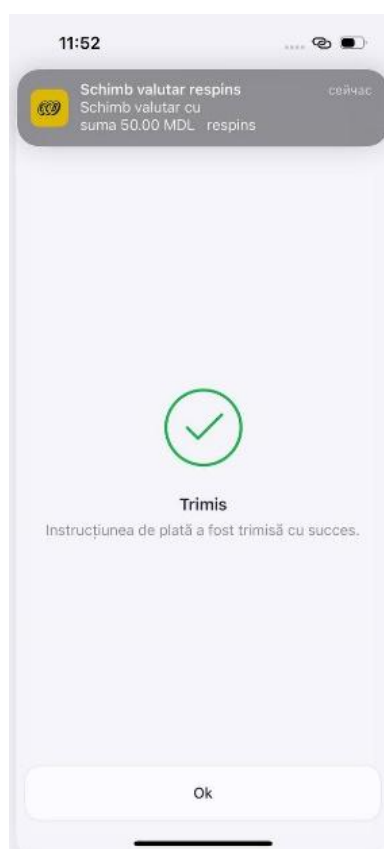 11:52
Schimb valutar respins
сейчас
Schimb valutar cu
suma 50.00 MDL respins
Trimis
Instrucțiunea de plată a fost trimisă cu succes.
Ok